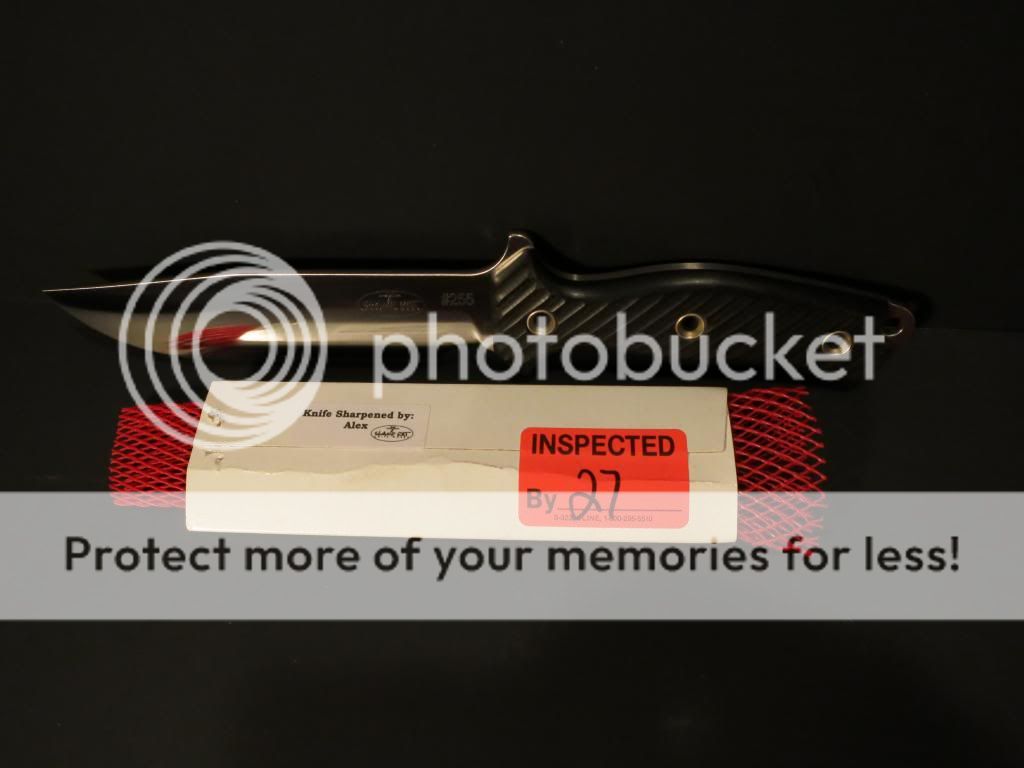 #255
photobucket
Knife Sharpened by:
Alex
INSPECTED
By 27
Protect more of your memories for less!